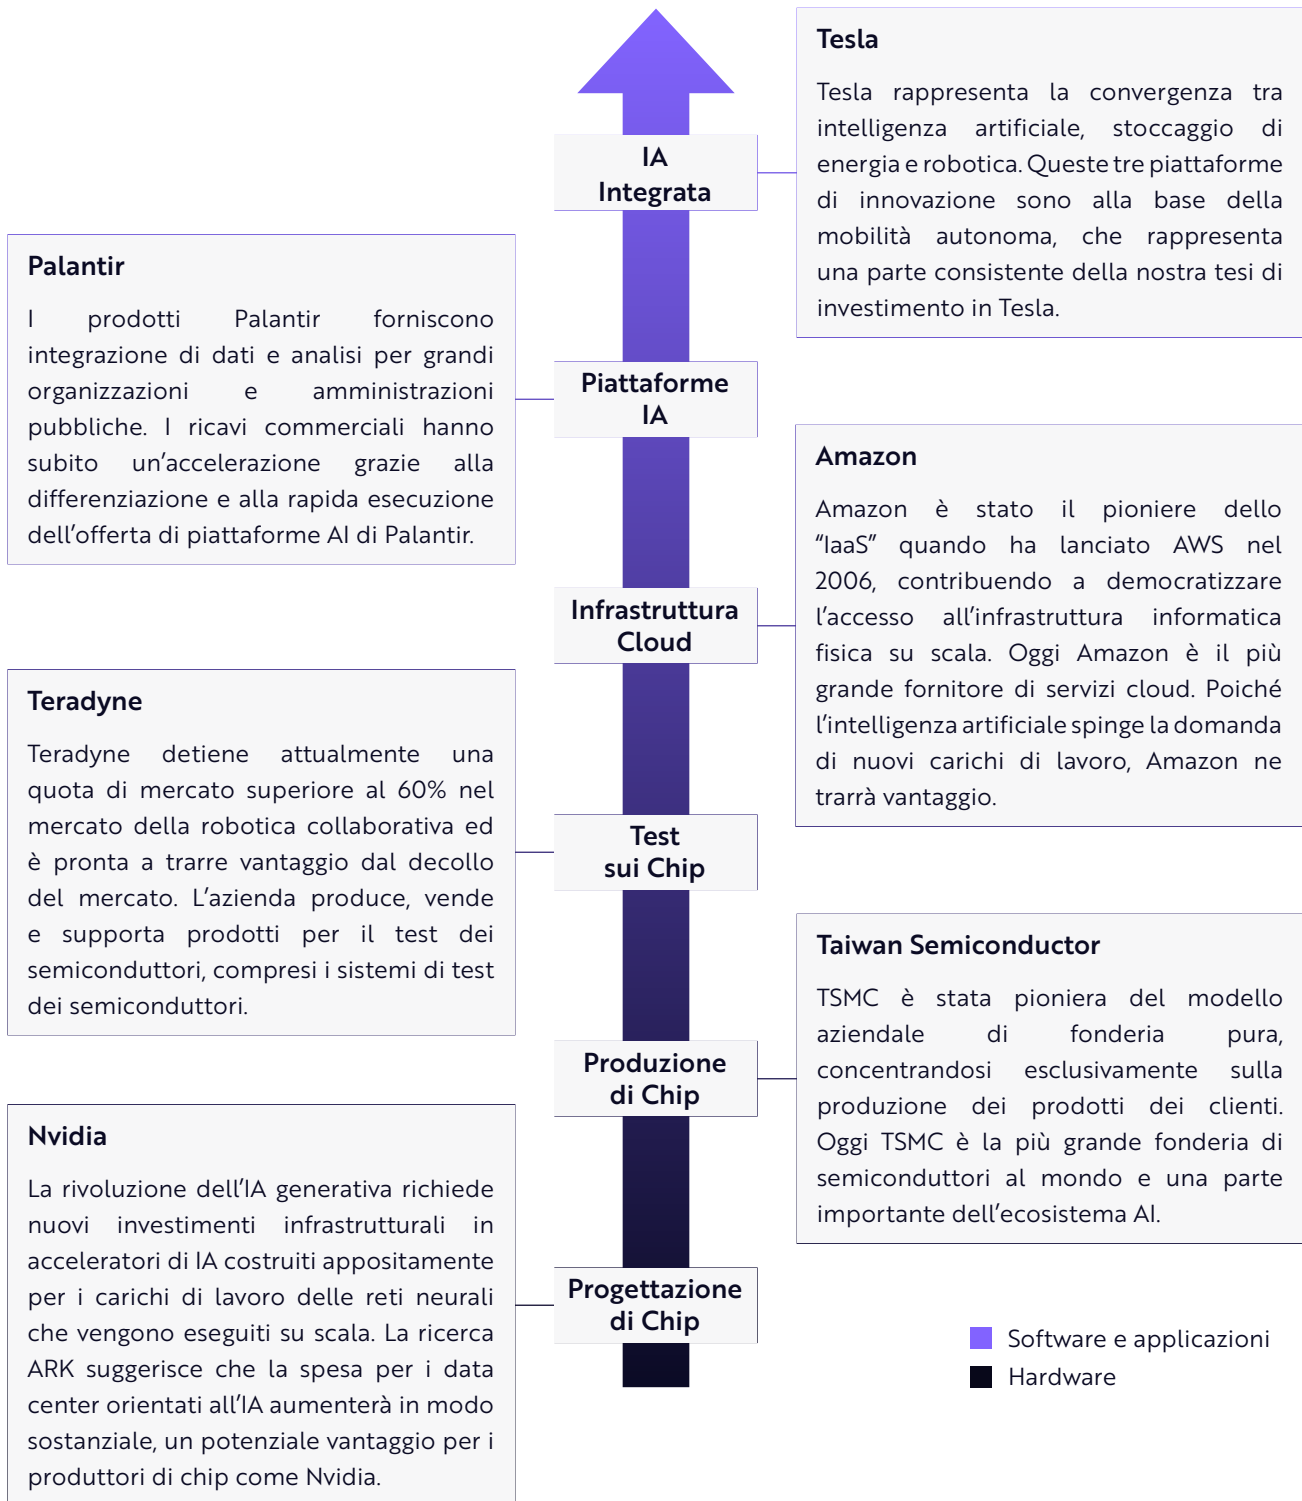 Tesla
Tesla rappresenta la convergenza tra
intelligenza artificiale, stoccaggio di
energia e robotica. Queste tre piattaforme
di innovazione sono alla base della
mobilità autonoma, che rappresenta
una parte consistente della nostra tesi di
investimento in Tesla.
IA
Integrata
Palantir
I prodotti Palantir forniscono
integrazione di dati e analisi per grandi
organizzazioni e amministrazioni
pubbliche. I ricavi commerciali hanno
subito un’accelerazione grazie alla
differenziazione e alla rapida esecuzione
dell’offerta di piattaforme AI di Palantir.
Piattaforme
IA
Amazon
Amazon è stato il pioniere dello
“IaaS” quando ha lanciato AWS nel
2006, contribuendo a democratizzare
l’accesso all’infrastruttura informatica
fisica su scala. Oggi Amazon è il più
grande fornitore di servizi cloud. Poiché
l’intelligenza artificiale spinge la domanda
di nuovi carichi di lavoro, Amazon ne
trarrà vantaggio.
Infrastruttura
Cloud
Teradyne
Teradyne detiene attualmente una
quota di mercato superiore al 60% nel
mercato della robotica collaborativa ed
è pronta a trarre vantaggio dal decollo
del mercato. L’azienda produce, vende
e supporta prodotti per il test dei
semiconduttori, compresi i sistemi di test
dei semiconduttori.
Test
sui Chip
Taiwan Semiconductor
TSMC è stata pioniera del modello
aziendale di fonderia pura,
concentrandosi esclusivamente sulla
produzione dei prodotti dei clienti.
Oggi TSMC è la più grande fonderia di
semiconduttori al mondo e una parte
importante dell’ecosistema AI.
Produzione
di Chip
Nvidia
La rivoluzione dell’IA generativa richiede
nuovi investimenti infrastrutturali in
acceleratori di IA costruiti appositamente
per i carichi di lavoro delle reti neurali
che vengono eseguiti su scala. La ricerca
ARK suggerisce che la spesa per i data
center orientati all’IA aumenterà in modo
sostanziale, un potenziale vantaggio per i
produttori di chip come Nvidia.
Progettazione
di Chip
Software e applicazioni
Hardware